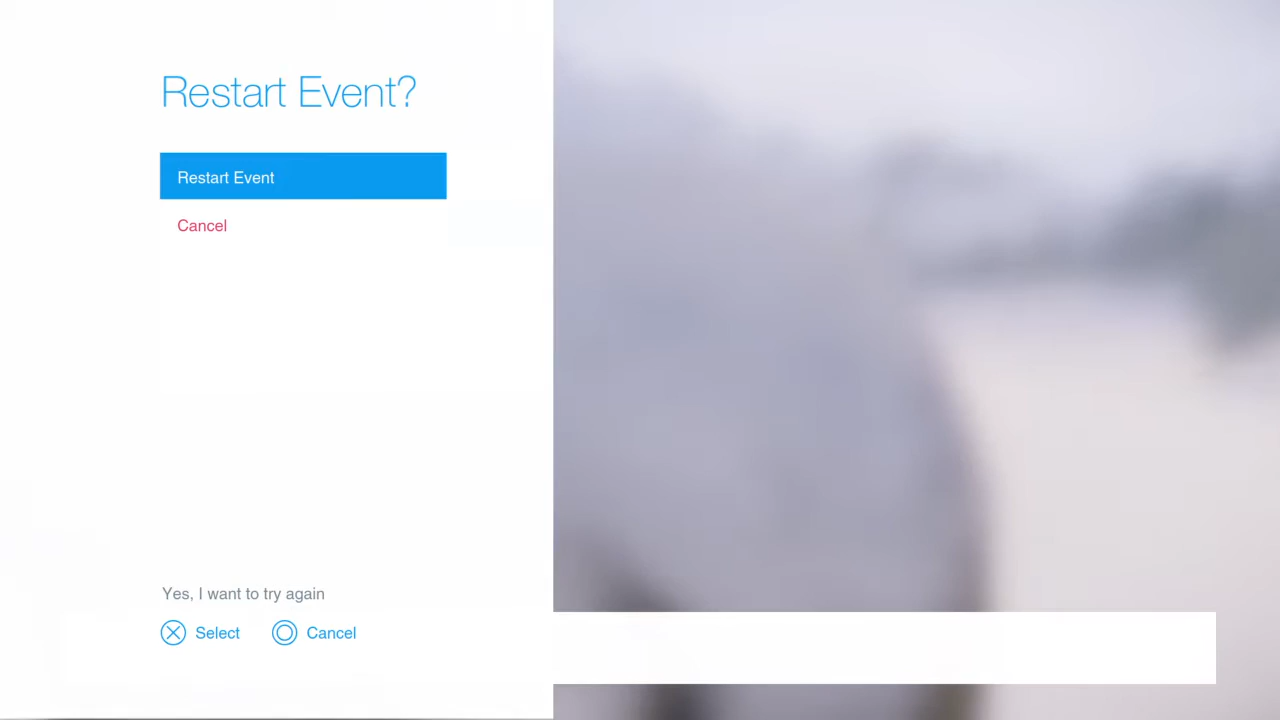 Restart Event?
Restart Event
Cancel
Yes, I want to try again
Select Cancel